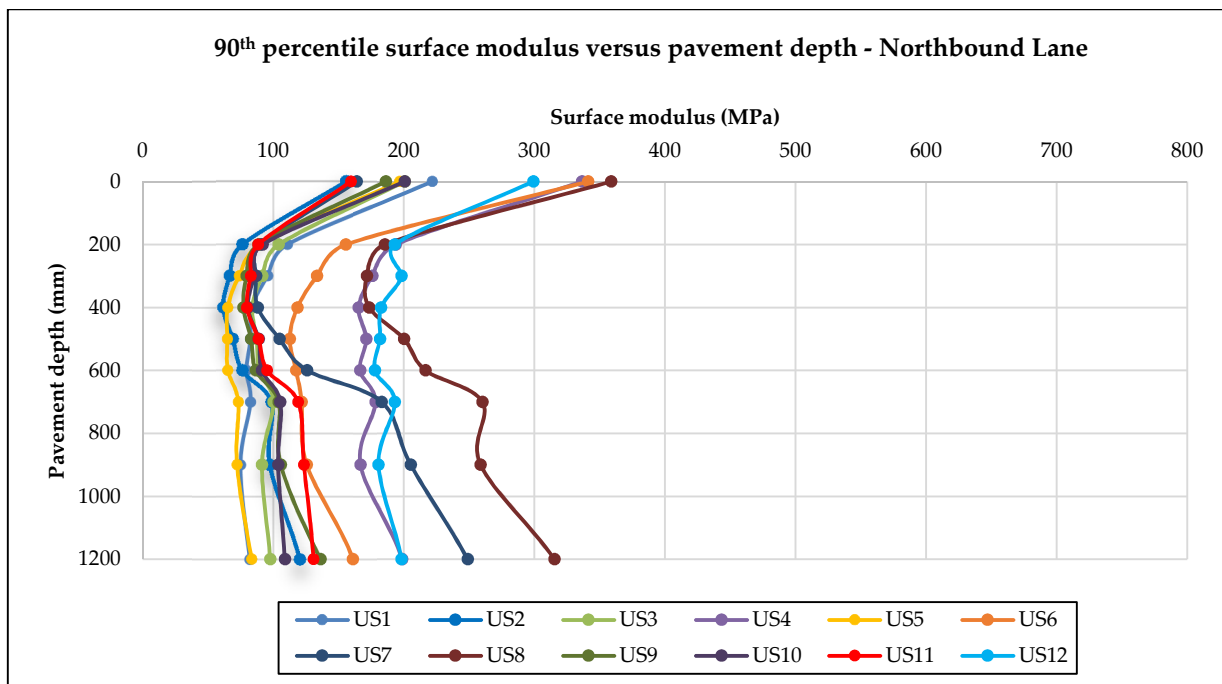 90th percentile surface modulus versus pavement depth - Northbound Lane
Surface modulus (MPa)
0 100 200 300 400 500 600 700 800
Pavement depth (mm)
0
200
400
600
800
1000
1200
US1 US2 US3 US4 US5 US6
US7 US8 US9 US10 US11 US12